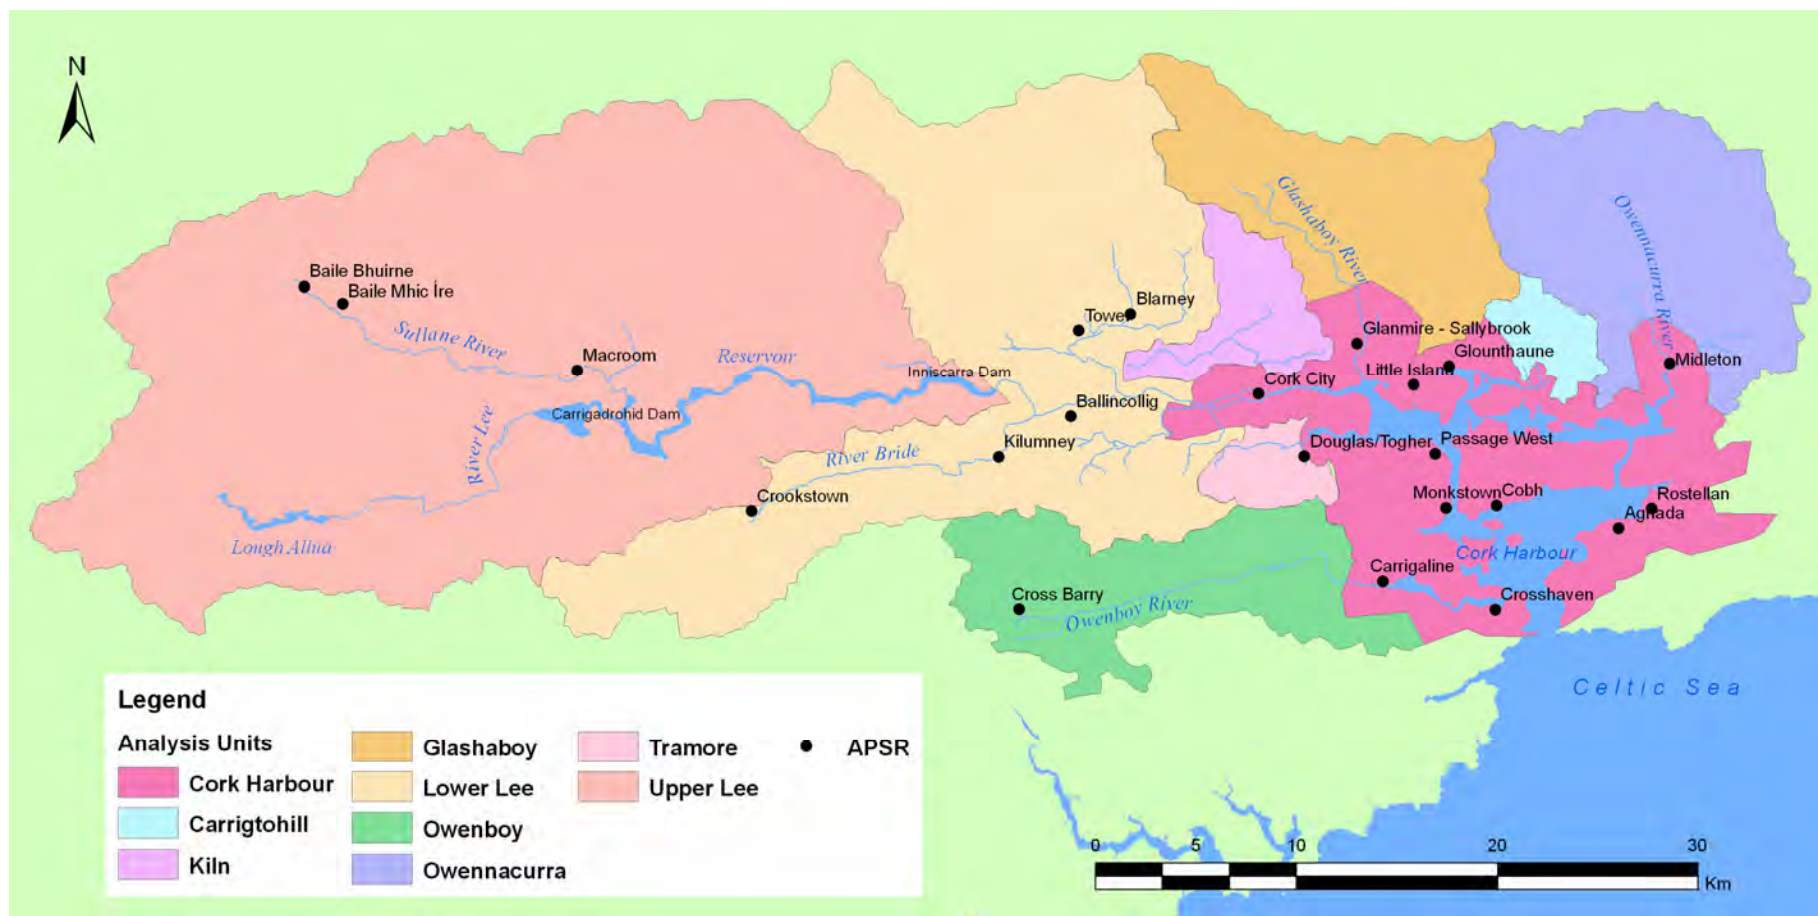 N
Baile Bhuirne
Baile Mhic Íre
Sullane River
Macroom
Reservoir
Inniscarra Dam
Carrigadrohid Dam
River Lee
Lough Allua
Crookstown
River Bride
Kilumney
Ballincollig
Tower
Blarney
Glashaboy River
Owennacurra River
Glanmire - Sallybrook
Glounthaune
Little Island
Midleton
Cork City
Douglas/Togher
Passage West
Monkstown
Cobh
Rostellan
Aghada
Cork Harbour
Carrigaline
Crosshaven
Cross Barry
Owenboy River
Celtic Sea
Legend
Analysis Units
Cork Harbour
Carrigtohill
Kiln
Glashaboy
Lower Lee
Owenboy
Owennacurra
Tramore
Upper Lee
APSR
0 5 10 20 30
Km